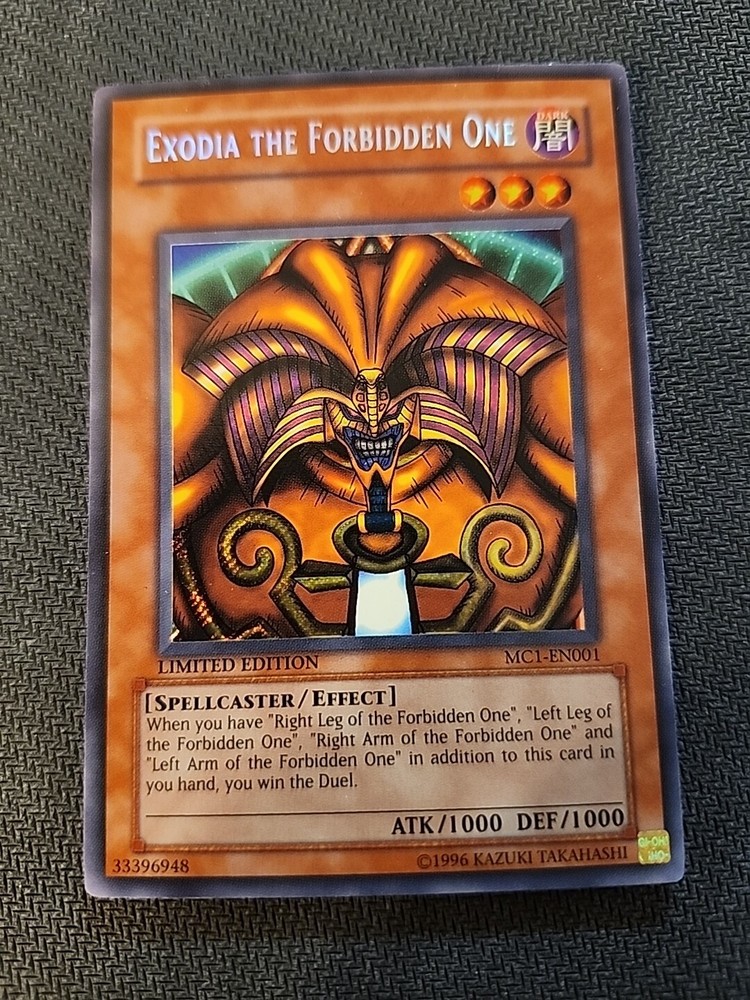 EXODIA THE FORBIDDEN ONE
DARK
闇
LIMITED EDITION
MC1-EN001
[SPELLCASTER/EFFECT]
When you have "Right Leg of the Forbidden One", "Left Leg of
the Forbidden One", "Right Arm of the Forbidden One" and
"Left Arm of the Forbidden One" in addition to this card in
you hand, you win the Duel.
ATK/1000 DEF/1000
33396948
©1996 KAZUKI TAKAHASHI